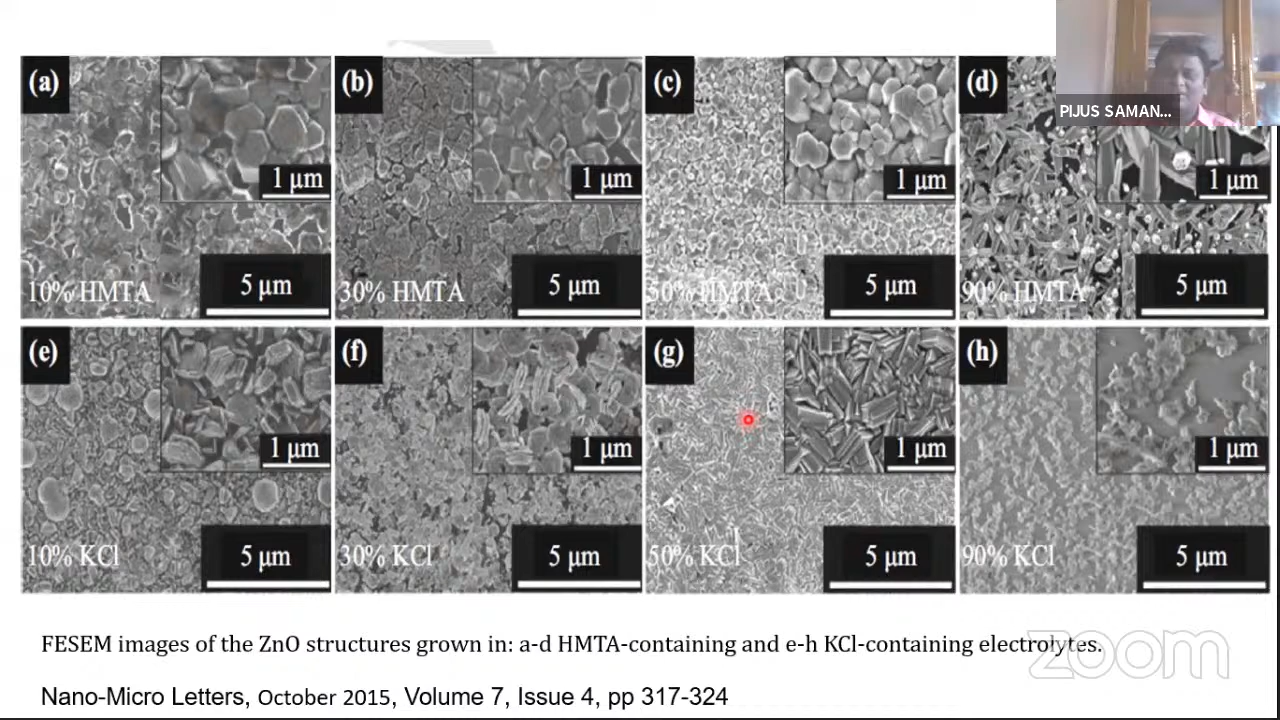 PIJUS SAMAN...
(a)
(b)
(c)
(d)
1 µm
1 µm
1 µm
1 µm
10% HMTA
5 µm
30% HMTA
5 µm
50% HMTA
5 µm
90% HMTA
5 µm
(e)
(f)
(g)
(h)
1 µm
1 µm
1 µm
1 µm
10% KCl
5 µm
30% KCl
5 µm
50% KCl
5 µm
90% KCl
5 µm
FESEM images of the ZnO structures grown in: a-d HMTA-containing and e-h KCl-containing electrolytes.
zoom
Nano-Micro Letters, October 2015, Volume 7, Issue 4, pp 317-324